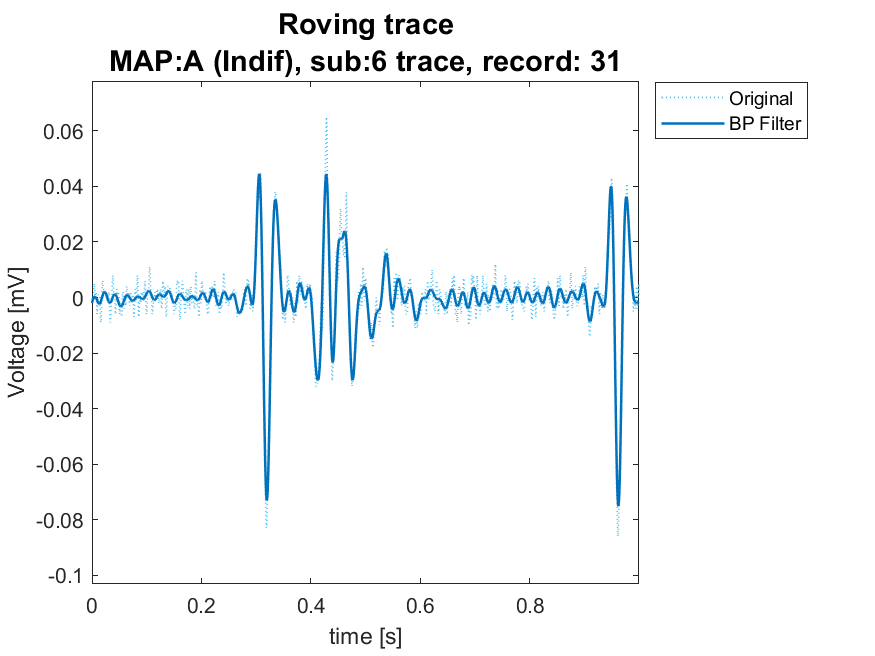 Roving trace
MAP:A (Indif), sub:6 trace, record: 31
Original
BP Filter
0.06
0.04
0.02
0
-0.02
-0.04
-0.06
-0.08
-0.1
Voltage [mV]
0
0.2
0.4
0.6
0.8
time [s]